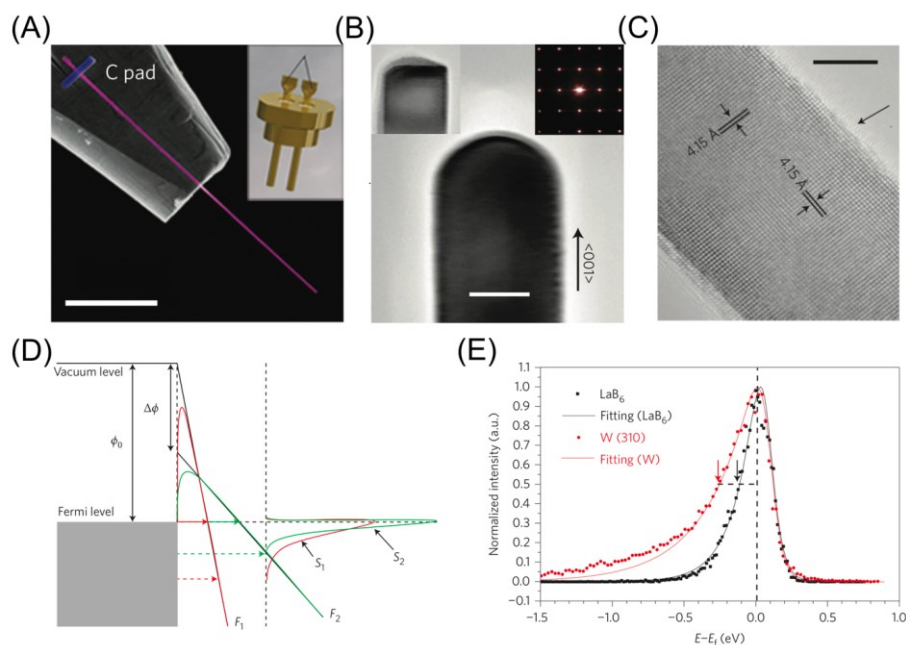 (A)
C pad
(B)
<001>
(C)
4.15 Å
4.15 Å
(D)
Vacuum level
Δϕ
ϕ0
Fermi level
S1
S2
F1
F2
(E)
Normalized intensity (a.u.)
1.1
1.0
0.9
0.8
0.7
0.6
0.5
0.4
0.3
0.2
0.1
0.0
−0.1
LaB6
Fitting (LaB6)
W (310)
Fitting (W)
−1.5
−1.0
−0.5
0.0
0.5
1.0
E−Ef (eV)